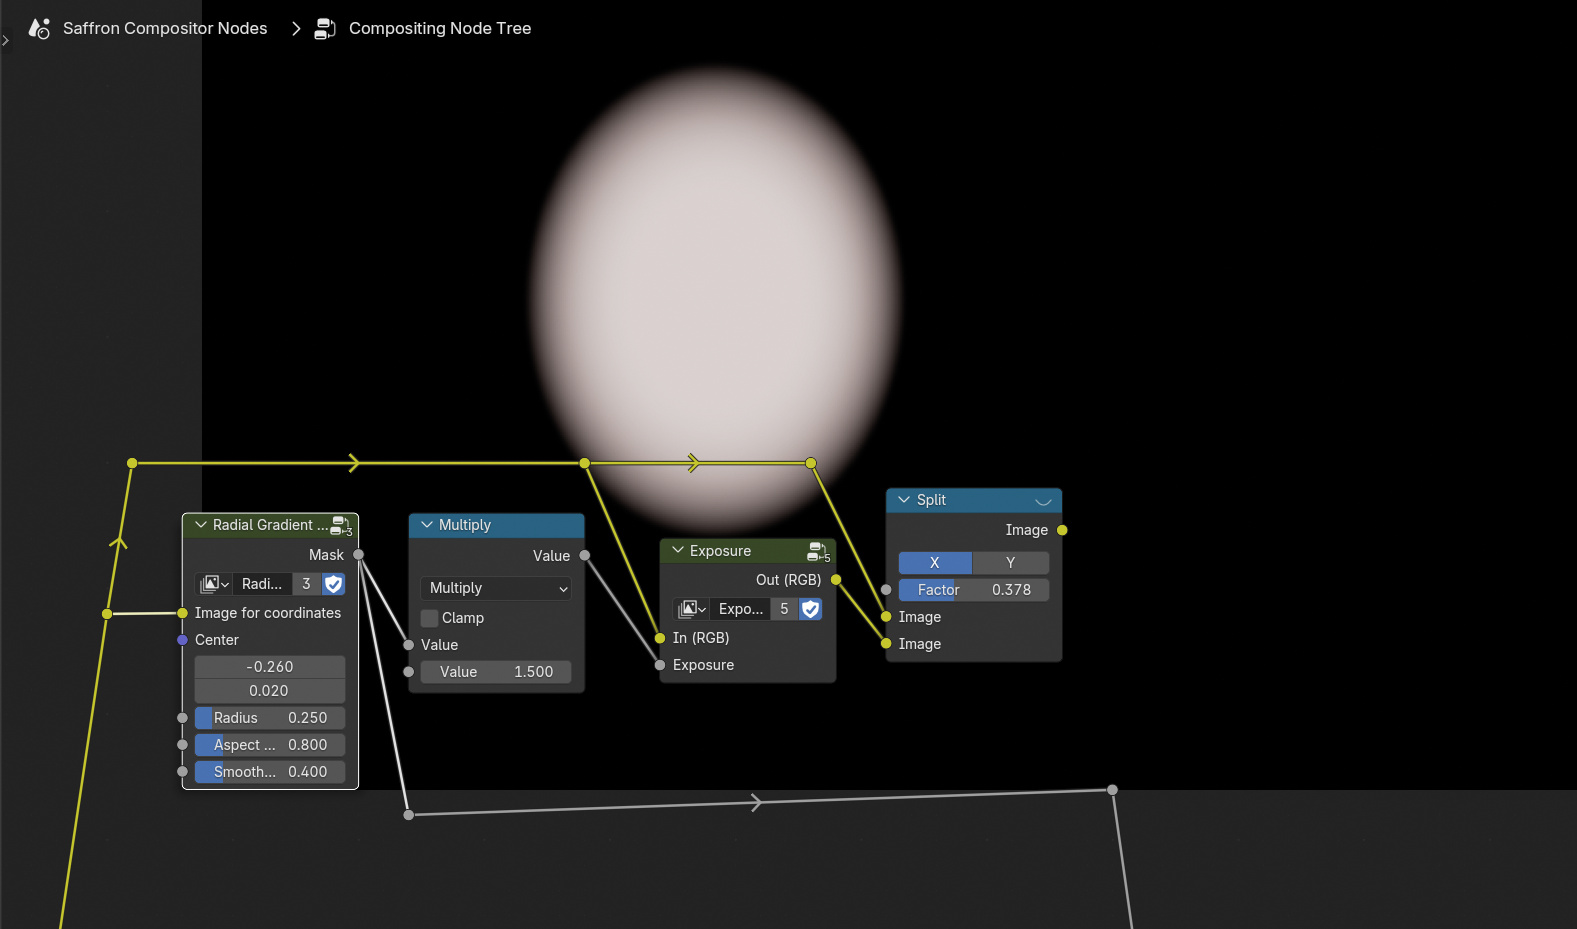 Saffron Compositor Nodes
Compositing Node Tree
Radial Gradient ...
3
Mask
Radi...
3
Image for coordinates
Center
-0.260
0.020
Radius 0.250
Aspect ... 0.800
Smooth... 0.400
Multiply
Value
Multiply
Clamp
Value
Value 1.500
Exposure
5
Out (RGB)
Expo...
5
In (RGB)
Exposure
Split
Image
X Y
Factor 0.378
Image
Image